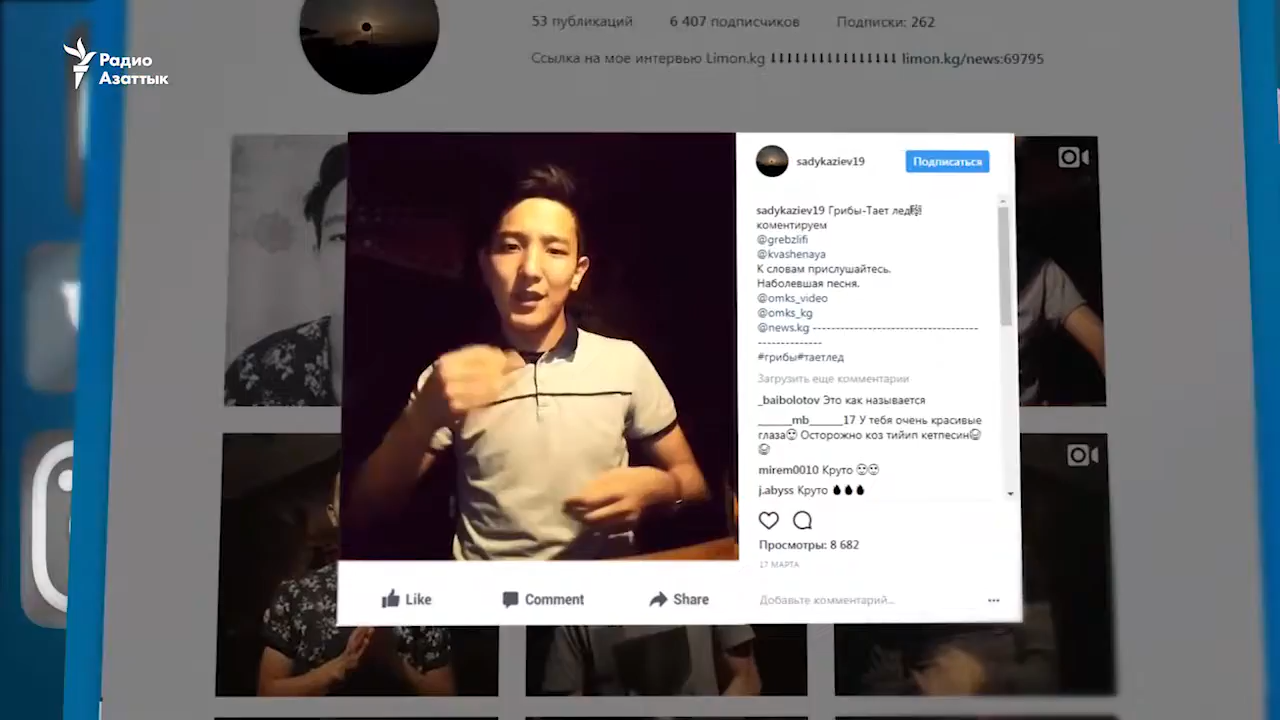 Радио
Азаттык
53 публикаций 6 407 подписчиков Подписки: 262
Ссылка на мое интервью Limon.kg ⬇⬇⬇⬇⬇⬇⬇⬇⬇⬇⬇⬇⬇⬇⬇⬇ limon.kg/news:69795
sadykaziev19 Подписаться
sadykaziev19 Грибы-Тает лед
коментируем
@grebzlifi
@kvashenaya
К словам прислушайтесь.
Наболевшая песня.
@omks_video
@omks_kg
@news.kg -------------------------------------
--------------
#грибы#таетлед
Загрузить еще комментарии
_baibolotov Это как называется
______mb______17 У тебя очень красивые
глаза Осторожно коз тийип кетпесин
mirem0010 Круто
j.abyss Круто
Просмотры: 8 682
17 МАРТА
Like Comment Share
Добавьте комментарий...